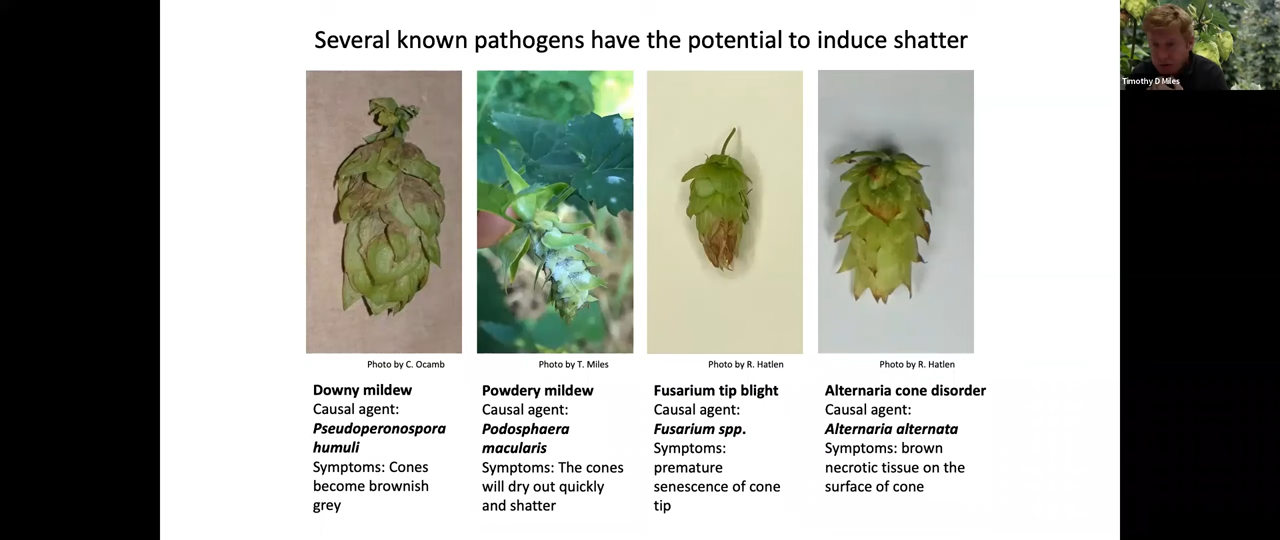 Several known pathogens have the potential to induce shatter
Timothy D Miles
Photo by C. Ocamb
Photo by T. Miles
Photo by R. Hatlen
Photo by R. Hatlen
Downy mildew
Causal agent:
Pseudoperonospora
humuli
Symptoms: Cones
become brownish
grey
Powdery mildew
Causal agent:
Podosphaera
macularis
Symptoms: The cones
will dry out quickly
and shatter
Fusarium tip blight
Causal agent:
Fusarium spp.
Symptoms:
premature
senescence of cone
tip
Alternaria cone disorder
Causal agent:
Alternaria alternata
Symptoms: brown
necrotic tissue on the
surface of cone